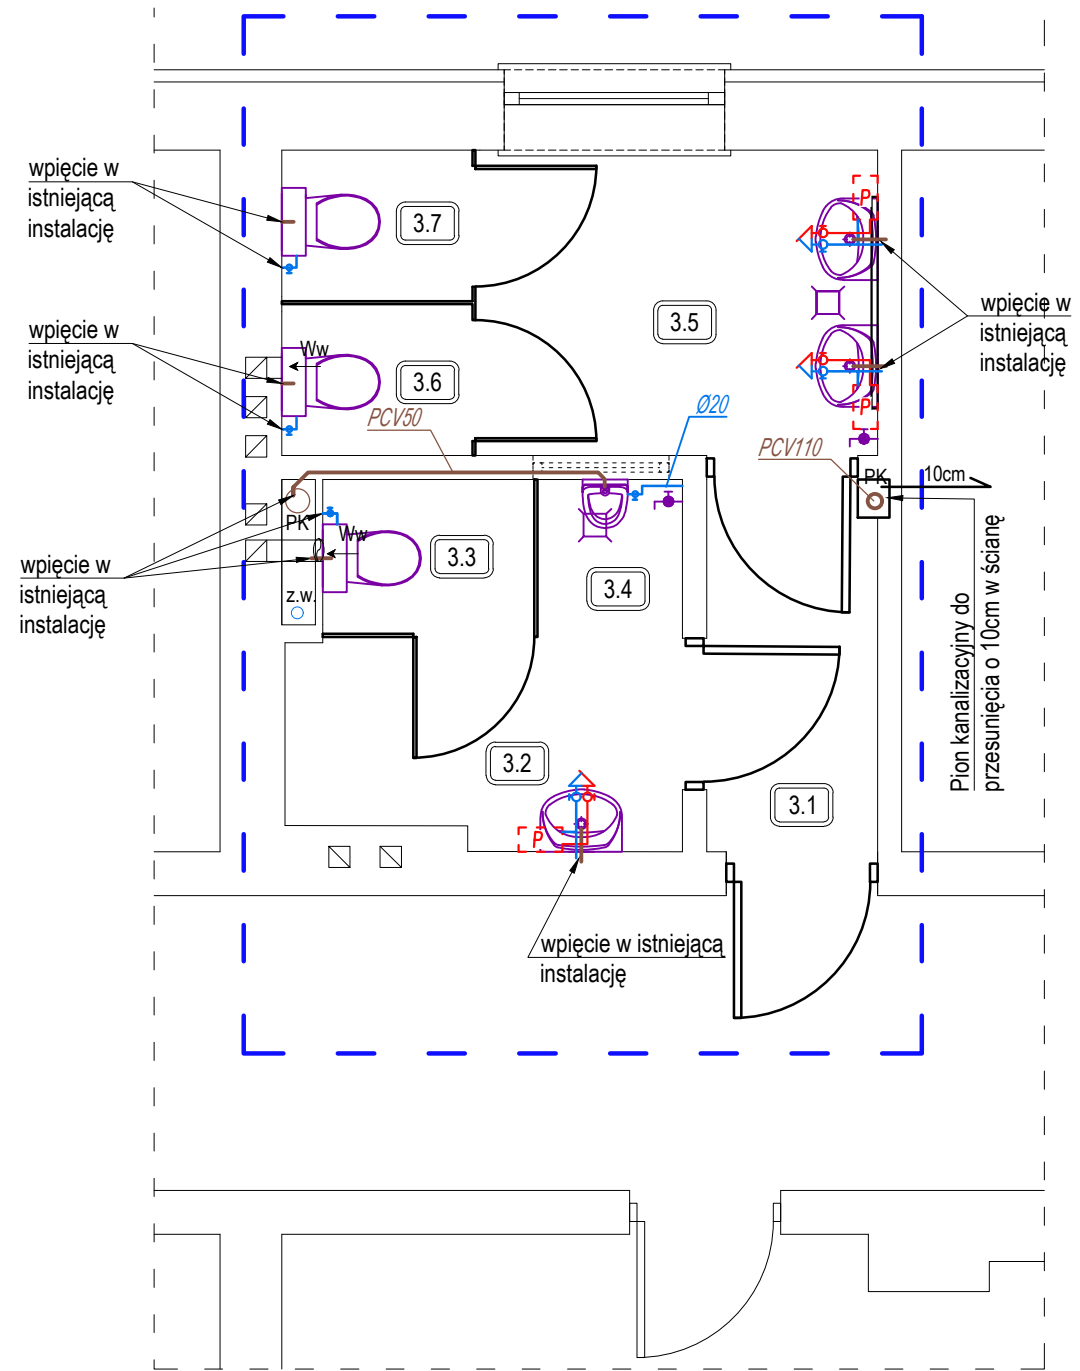 wpięcie w
istniejącą
instalację
3.7
P
3.5
wpięcie w
istniejącą
instalację
wpięcie w
istniejącą
instalację
Ww
3.6
PCV50
Ø20
P
PCV110
PK
10cm
PK
Ww
3.3
3.4
wpięcie w
istniejącą
instalację
z.w.
Pion kanalizacyjny do
przesunięcia o 10cm w ścianę
3.2
3.1
P
wpięcie w istniejącą
instalację